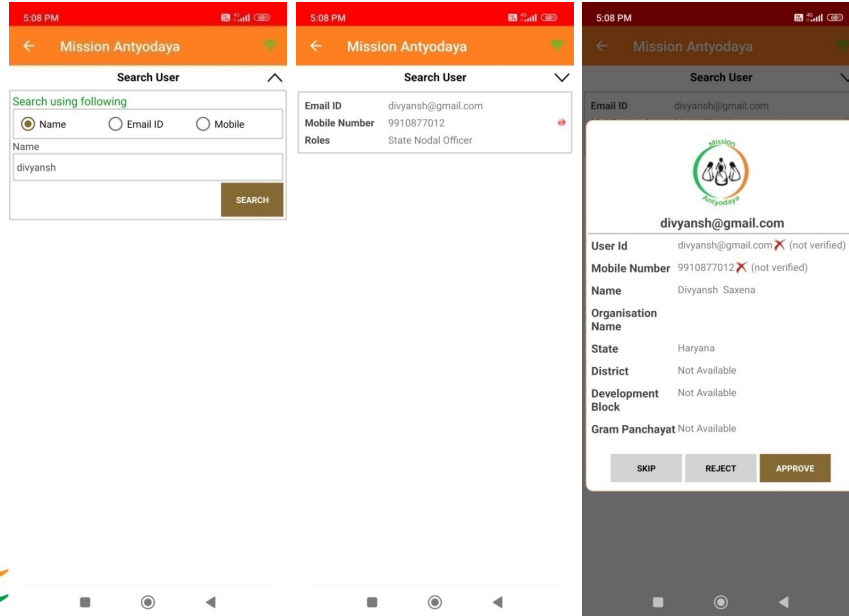 5:08 PM
Mission Antyodaya
Search User
Search using following
Name
Email ID
Mobile
Name
divyansh
SEARCH
5:08 PM
Mission Antyodaya
Search User
Email ID divyansh@gmail.com
Mobile Number 9910877012
Roles State Nodal Officer
5:08 PM
Mission Antyodaya
Search User
Email ID divyansh@gmail.com
Mission
Antyodaya
divyansh@gmail.com
User Id divyansh@gmail.com (not verified)
Mobile Number 9910877012 (not verified)
Name Divyansh Saxena
Organisation
Name
State Haryana
District Not Available
Development Not Available
Block
Gram Panchayat Not Available
SKIP
REJECT
APPROVE